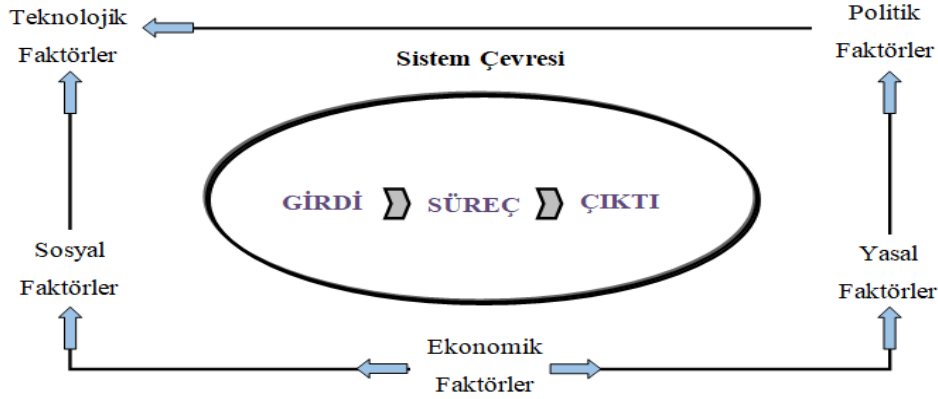 Teknolojik
Faktörler
Politik
Faktörler
Sistem Çevresi
GİRDİ SÜREÇ ÇIKTI
Sosyal
Faktörler
Yasal
Faktörler
Ekonomik
Faktörler